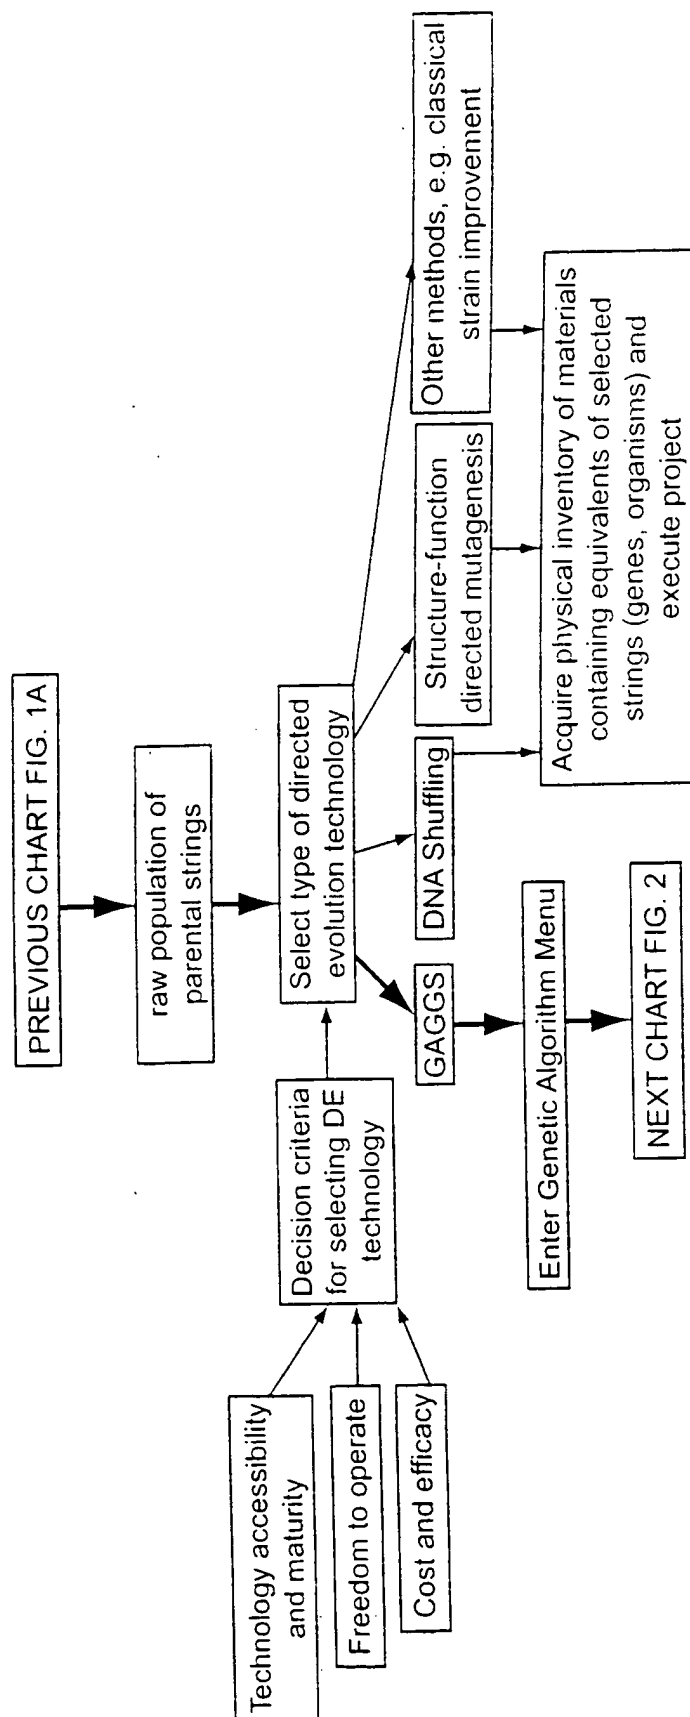 PREVIOUS CHART FIG. 1A
raw population of
parental strings
Technology accessibility
and maturity
Freedom to operate
Cost and efficacy
Decision criteria
for selecting DE
technology
Select type of directed
evolution technology
GAGGS
DNA Shuffling
Structure-function
directed mutagenesis
Other methods, e.g. classical
strain improvement
Enter Genetic Algorithm Menu
Acquire physical inventory of materials
containing equivalents of selected
strings (genes, organisms) and
execute project
NEXT CHART FIG. 2